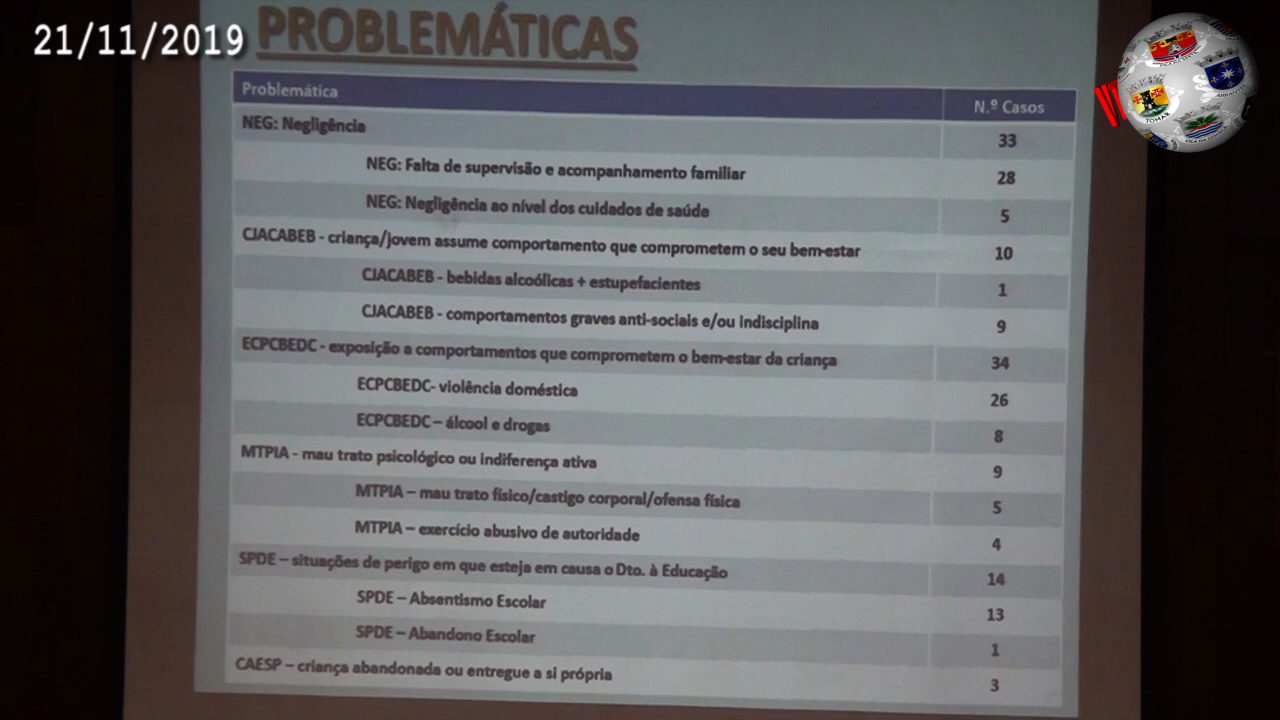 21/11/2019
PROBLEMÁTICAS
Problemática N.º Casos
NEG: Negligência 33
NEG: Falta de supervisão e acompanhamento familiar 28
NEG: Negligência ao nível dos cuidados de saúde 5
CJACABEB - criança/jovem assume comportamento que comprometem o seu bem-estar 10
CJACABEB - bebidas alcoólicas + estupefacientes 1
CJACABEB - comportamentos graves anti-sociais e/ou indisciplina 9
ECPCBEDC - exposição a comportamentos que comprometem o bem-estar da criança 34
ECPCBEDC- violência doméstica 26
ECPCBEDC – álcool e drogas 8
MTPIA - mau trato psicológico ou indiferença ativa 9
MTPIA – mau trato físico/castigo corporal/ofensa física 5
MTPIA – exercício abusivo de autoridade 4
SPDE – situações de perigo em que esteja em causa o Dto. à Educação 14
SPDE – Absentismo Escolar 13
SPDE – Abandono Escolar 1
CAESP – criança abandonada ou entregue a si própria 3
TOMAR